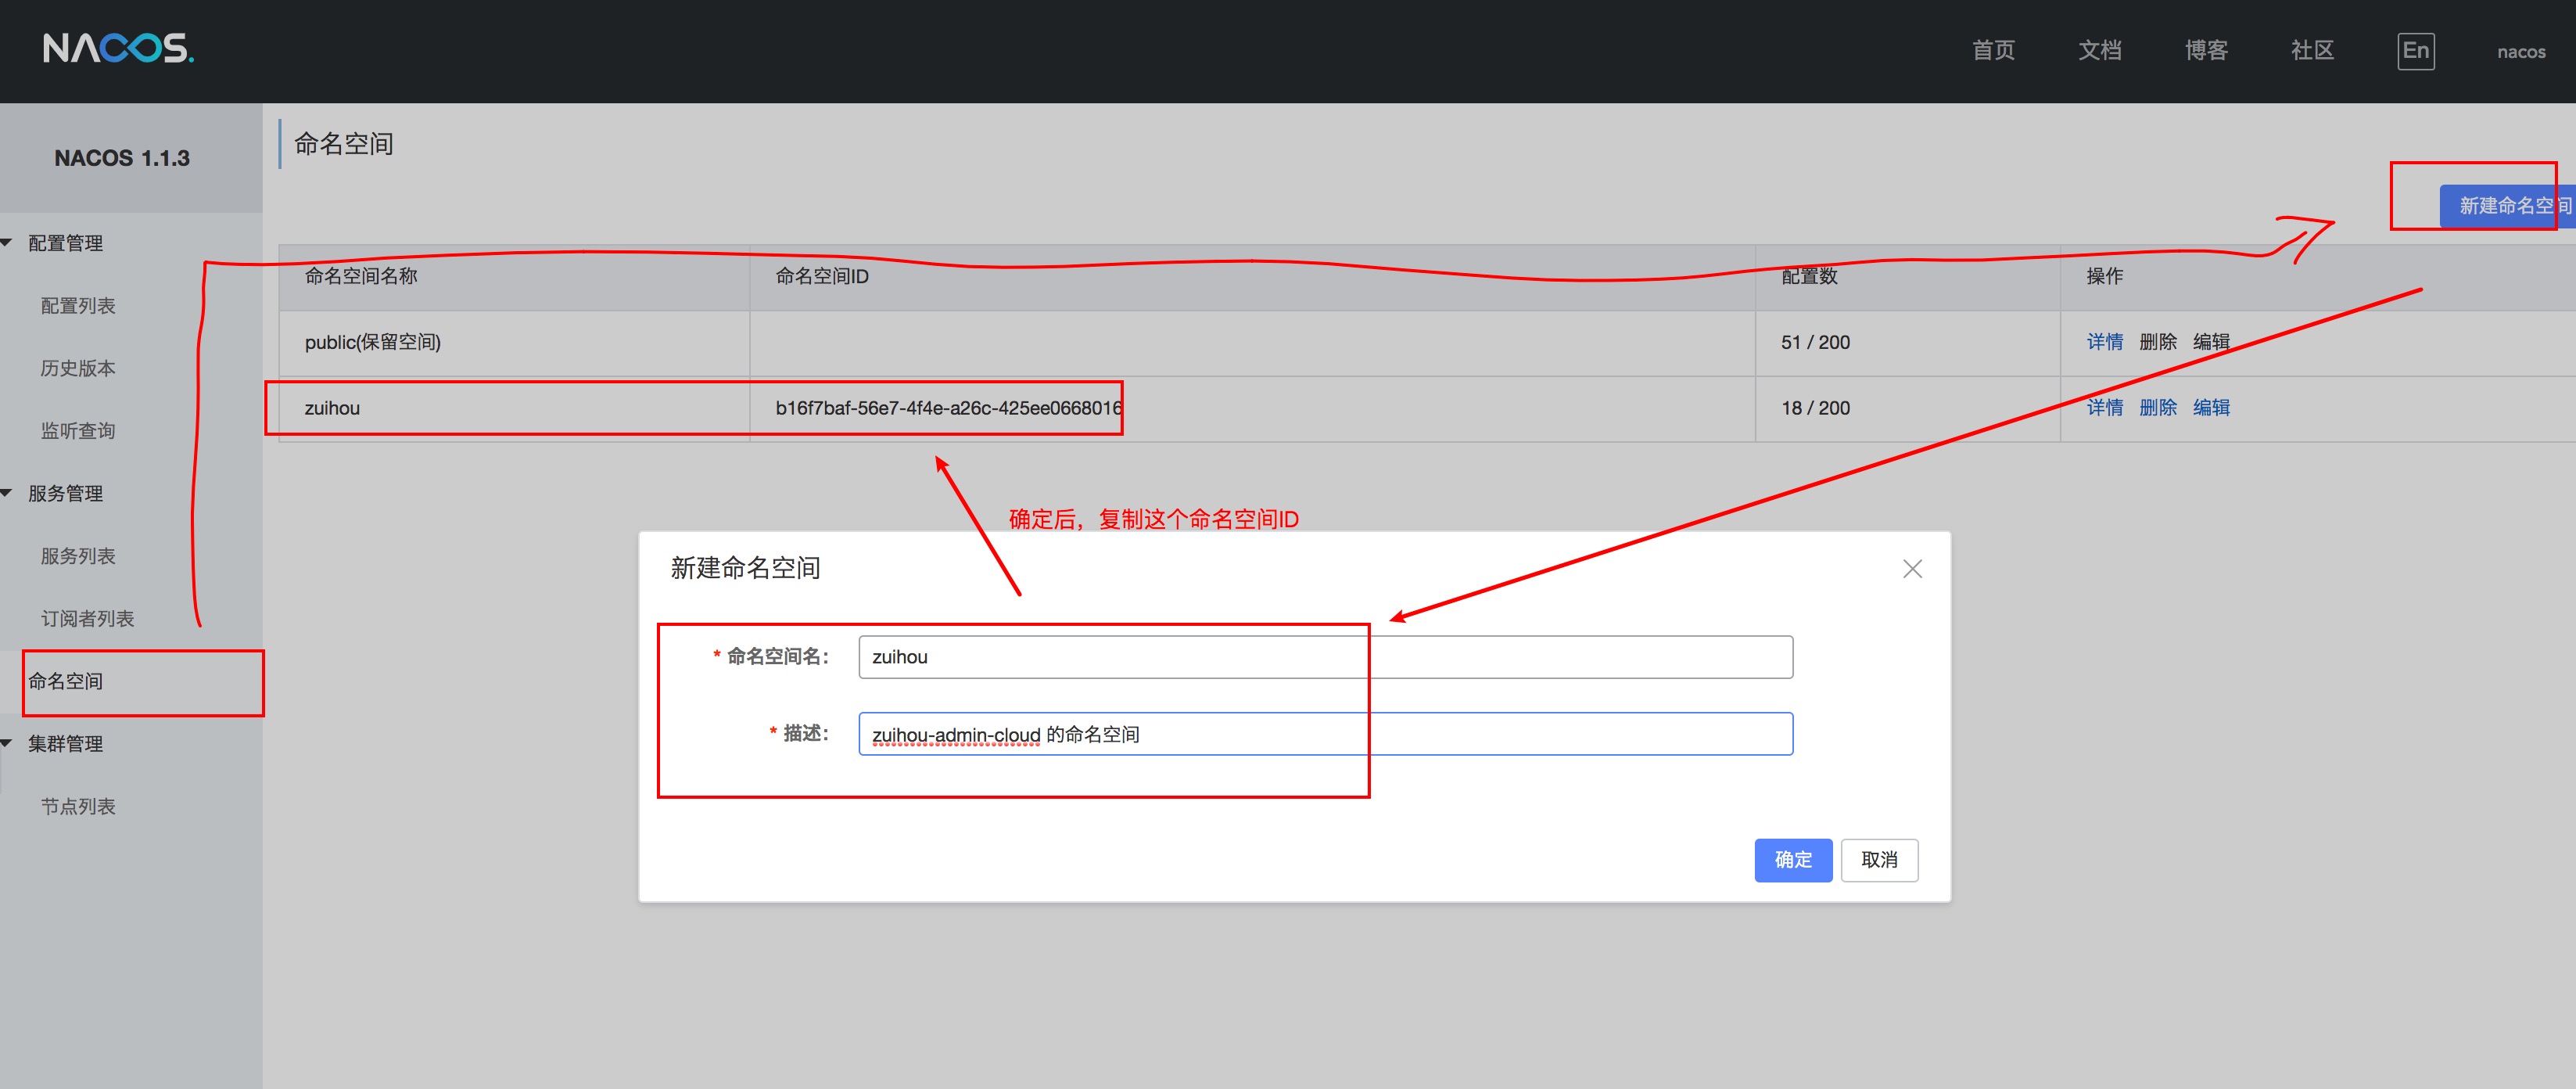 NACOS.
首页 文档 博客 社区 En nacos
NACOS 1.1.3
配置管理
配置列表
历史版本
监听查询
服务管理
服务列表
订阅者列表
命名空间
集群管理
节点列表
命名空间
新建命名空间
命名空间名称 命名空间ID 配置数 操作
public(保留空间) 51 / 200 详情 删除 编辑
zuihou b16f7baf-56e7-4f4e-a26c-425ee0668016 18 / 200 详情 删除 编辑
确定后，复制这个命名空间ID
新建命名空间
* 命名空间名： zuihou
* 描述： zuihou-admin-cloud 的命名空间
确定 取消